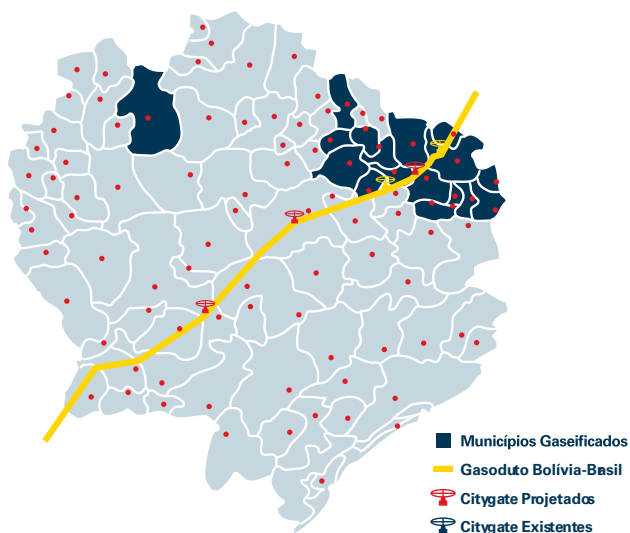 Municípios Gaseificados
Gasoduto Bolívia-Brasil
Citygate Projetados
Citygate Existentes